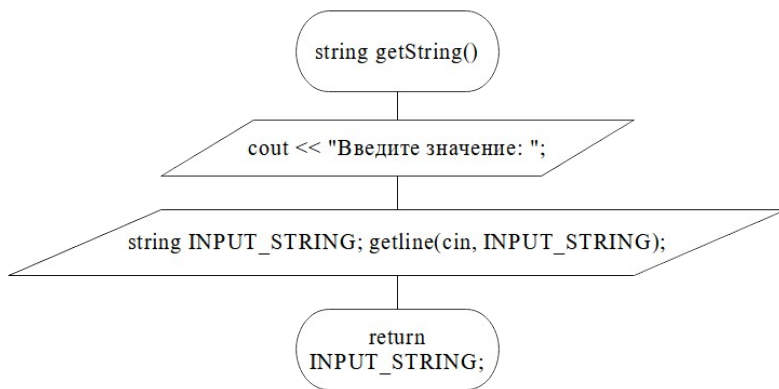 string getString()
cout << "Введите значение: ";
string INPUT_STRING; getline(cin, INPUT_STRING);
return
INPUT_STRING;